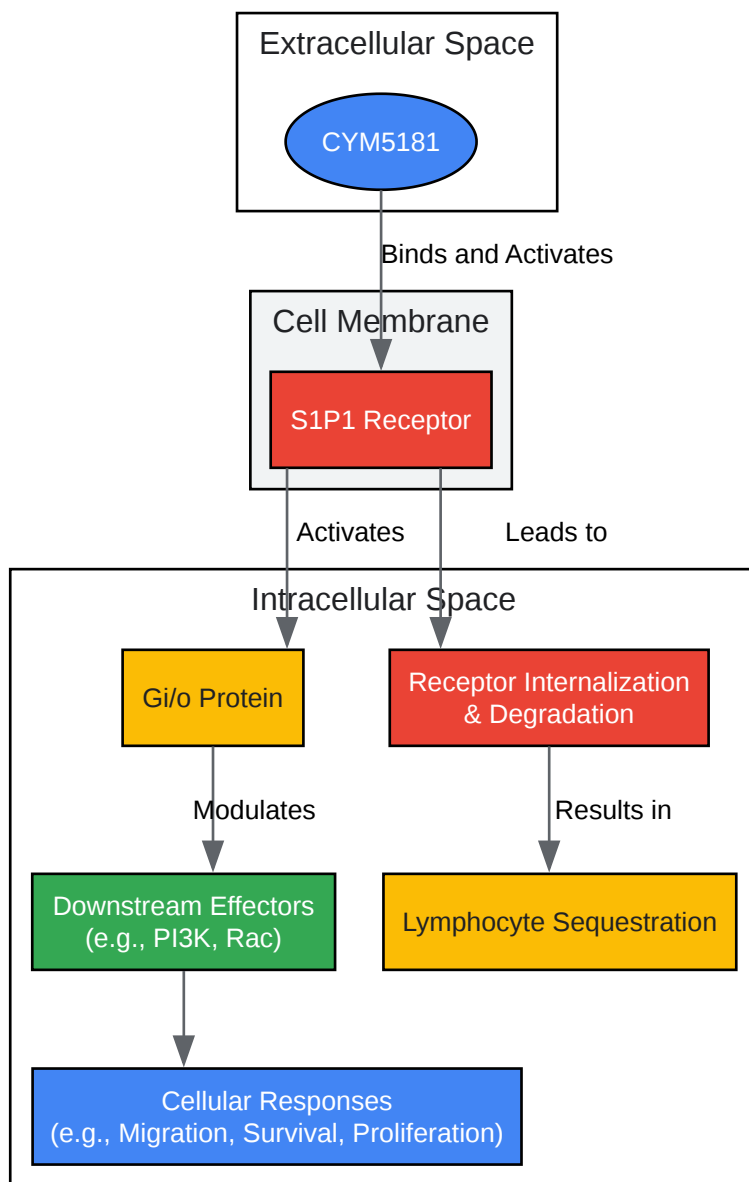 Extracellular Space
CYM5181
Binds and Activates
Cell Membrane
S1P1 Receptor
Activates
Leads to
Intracellular Space
Gi/o Protein
Receptor Internalization
& Degradation
Modulates
Results in
Downstream Effectors
(e.g., PI3K, Rac)
Lymphocyte Sequestration
Cellular Responses
(e.g., Migration, Survival, Proliferation)